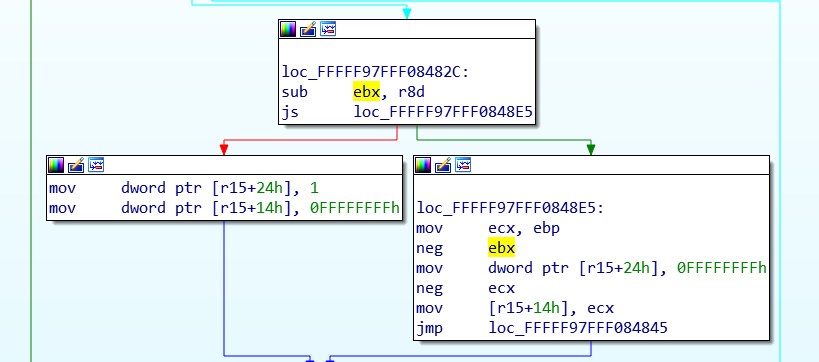 loc_FFFFF97FFF08482C:
sub ebx, r8d
js loc_FFFFF97FFF0848E5
mov dword ptr [r15+24h], 1
mov dword ptr [r15+14h], 0FFFFFFFFh
loc_FFFFF97FFF0848E5:
mov ecx, ebp
neg ebx
mov dword ptr [r15+24h], 0FFFFFFFFh
neg ecx
mov [r15+14h], ecx
jmp loc_FFFFF97FFF084845